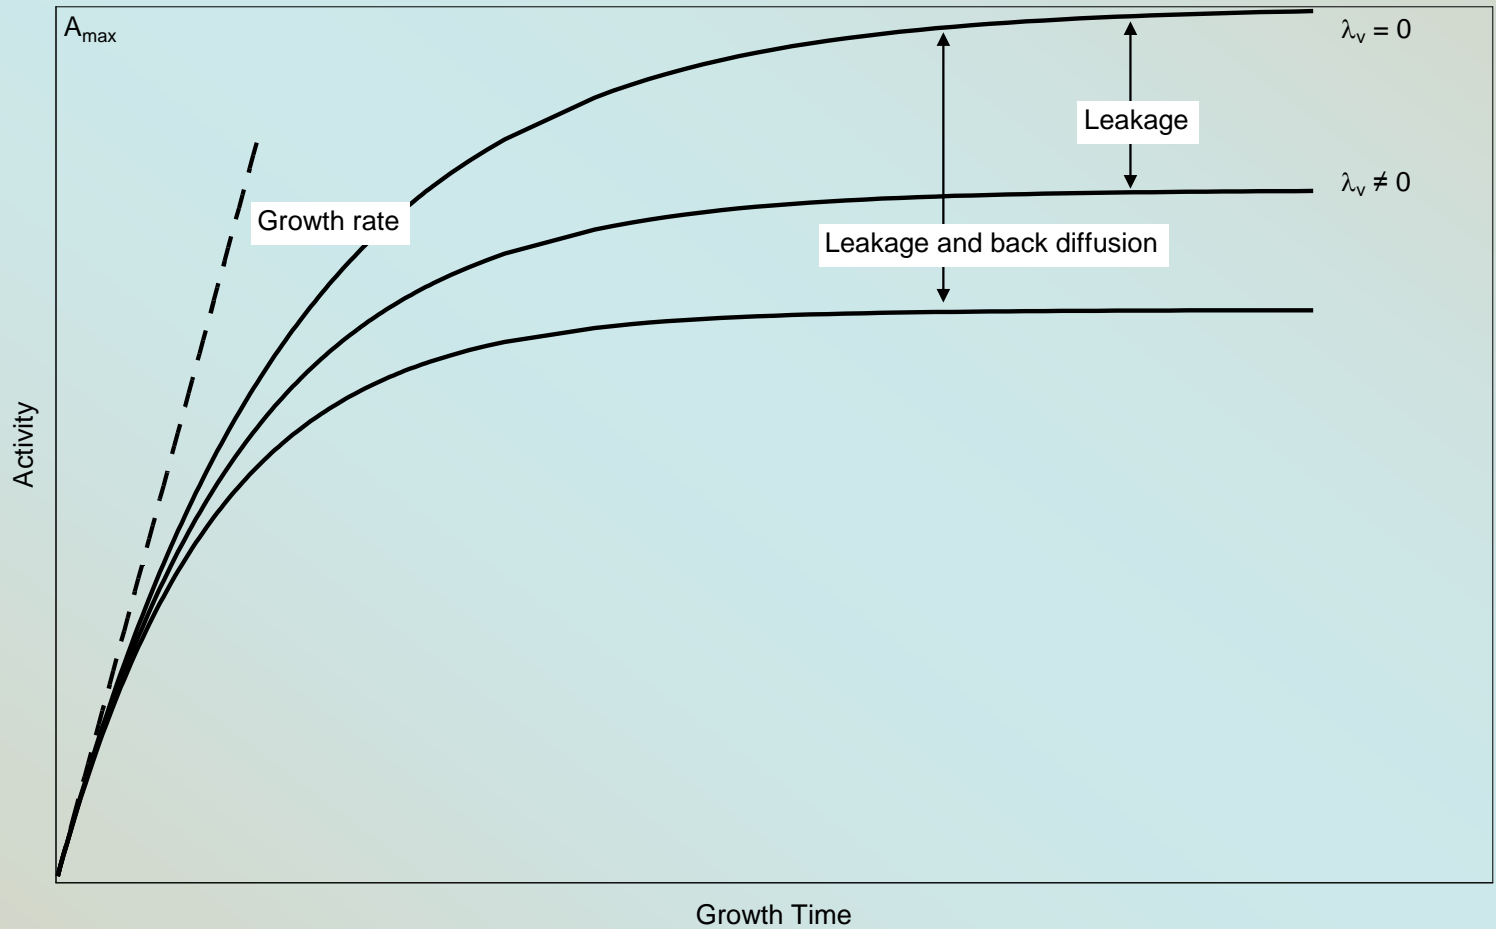 Aₘₐₓ
λᵥ = 0
Leakage
λᵥ ≠ 0
Growth rate
Leakage and back diffusion
Activity
Growth Time